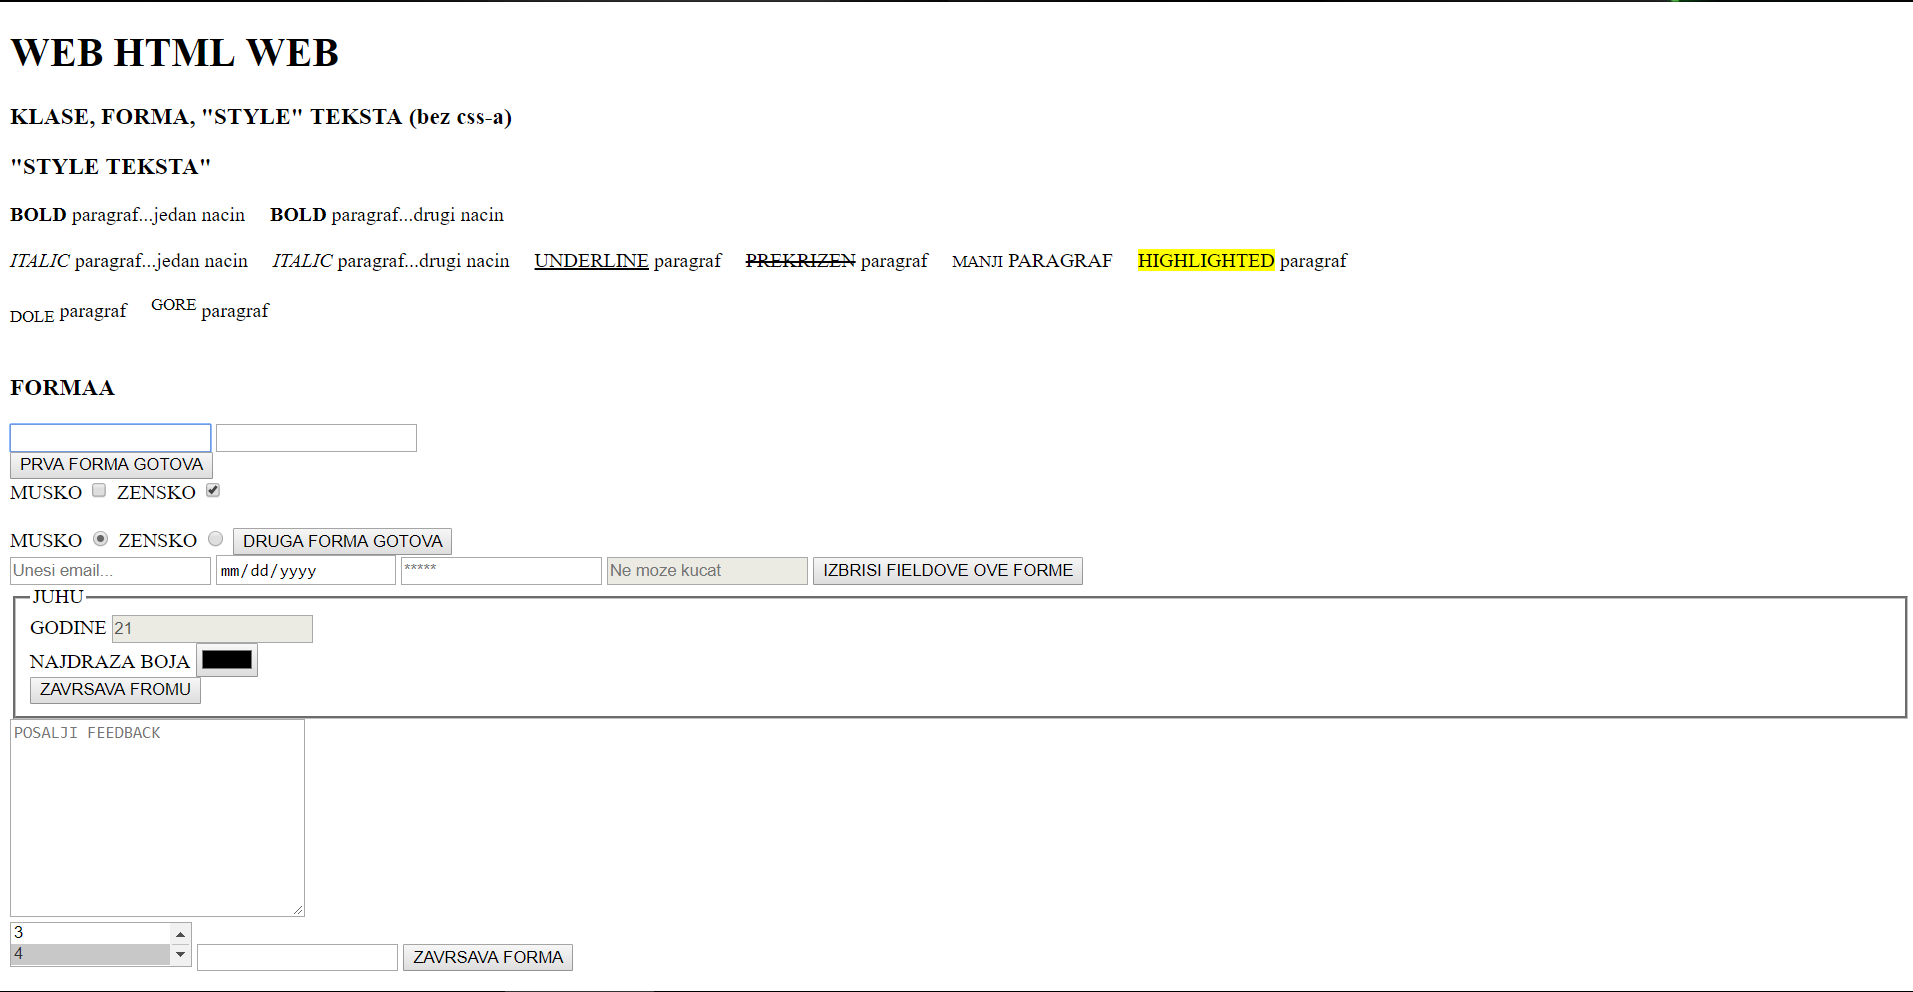 WEB HTML WEB
KLASE, FORMA, "STYLE" TEKSTA (bez css-a)
"STYLE TEKSTA"
BOLD paragraf...jedan nacin BOLD paragraf...drugi nacin
ITALIC paragraf...jedan nacin ITALIC paragraf...drugi nacin UNDERLINE paragraf PREKRIZEN paragraf MANJI PARAGRAF HIGHLIGHTED paragraf
DOLE paragraf GORE paragraf
FORMAA
PRVA FORMA GOTOVA
MUSKO ZENSKO
MUSKO ZENSKO DRUGA FORMA GOTOVA
Unesi email... mm/dd/yyyy ***** Ne moze kucat IZBRISI FIELDOVE OVE FORME
JUHU
GODINE 21
NAJDRAZA BOJA
ZAVRSAVA FROMU
POSALJI FEEDBACK
3
4
ZAVRSAVA FORMA